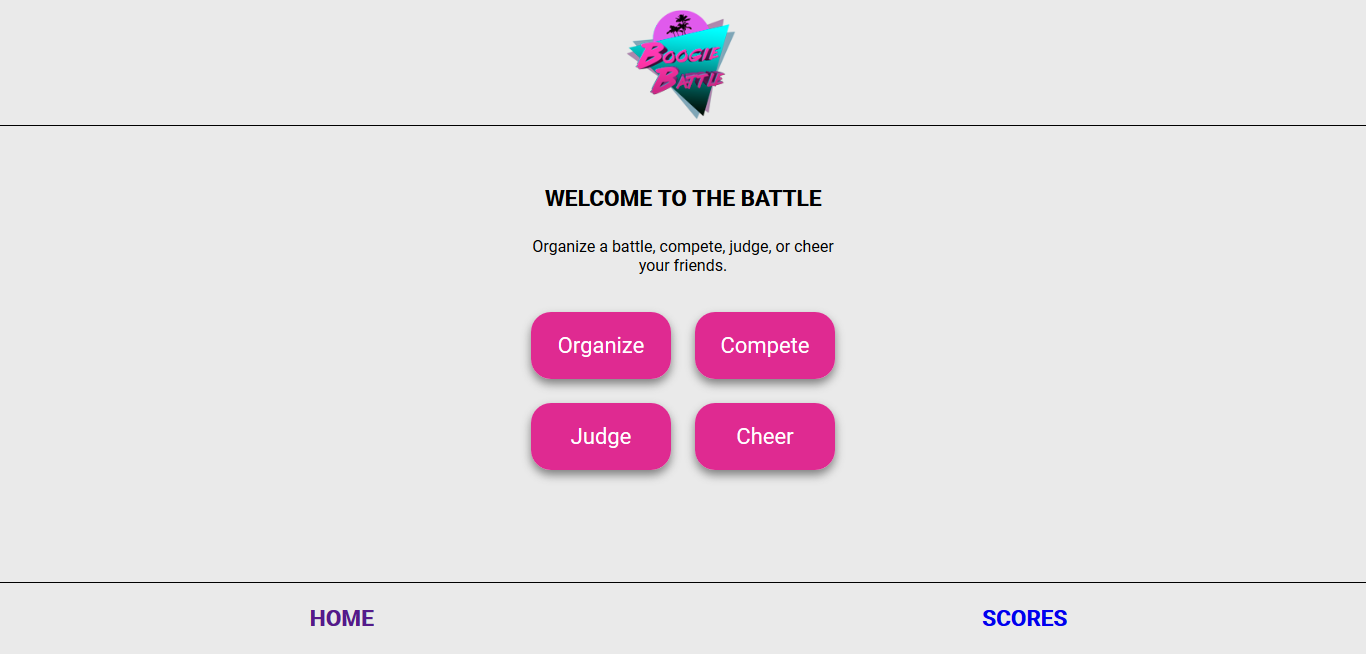 BOOGIE
BATTLE
WELCOME TO THE BATTLE
Organize a battle, compete, judge, or cheer
your friends.
Organize
Compete
Judge
Cheer
HOME
SCORES